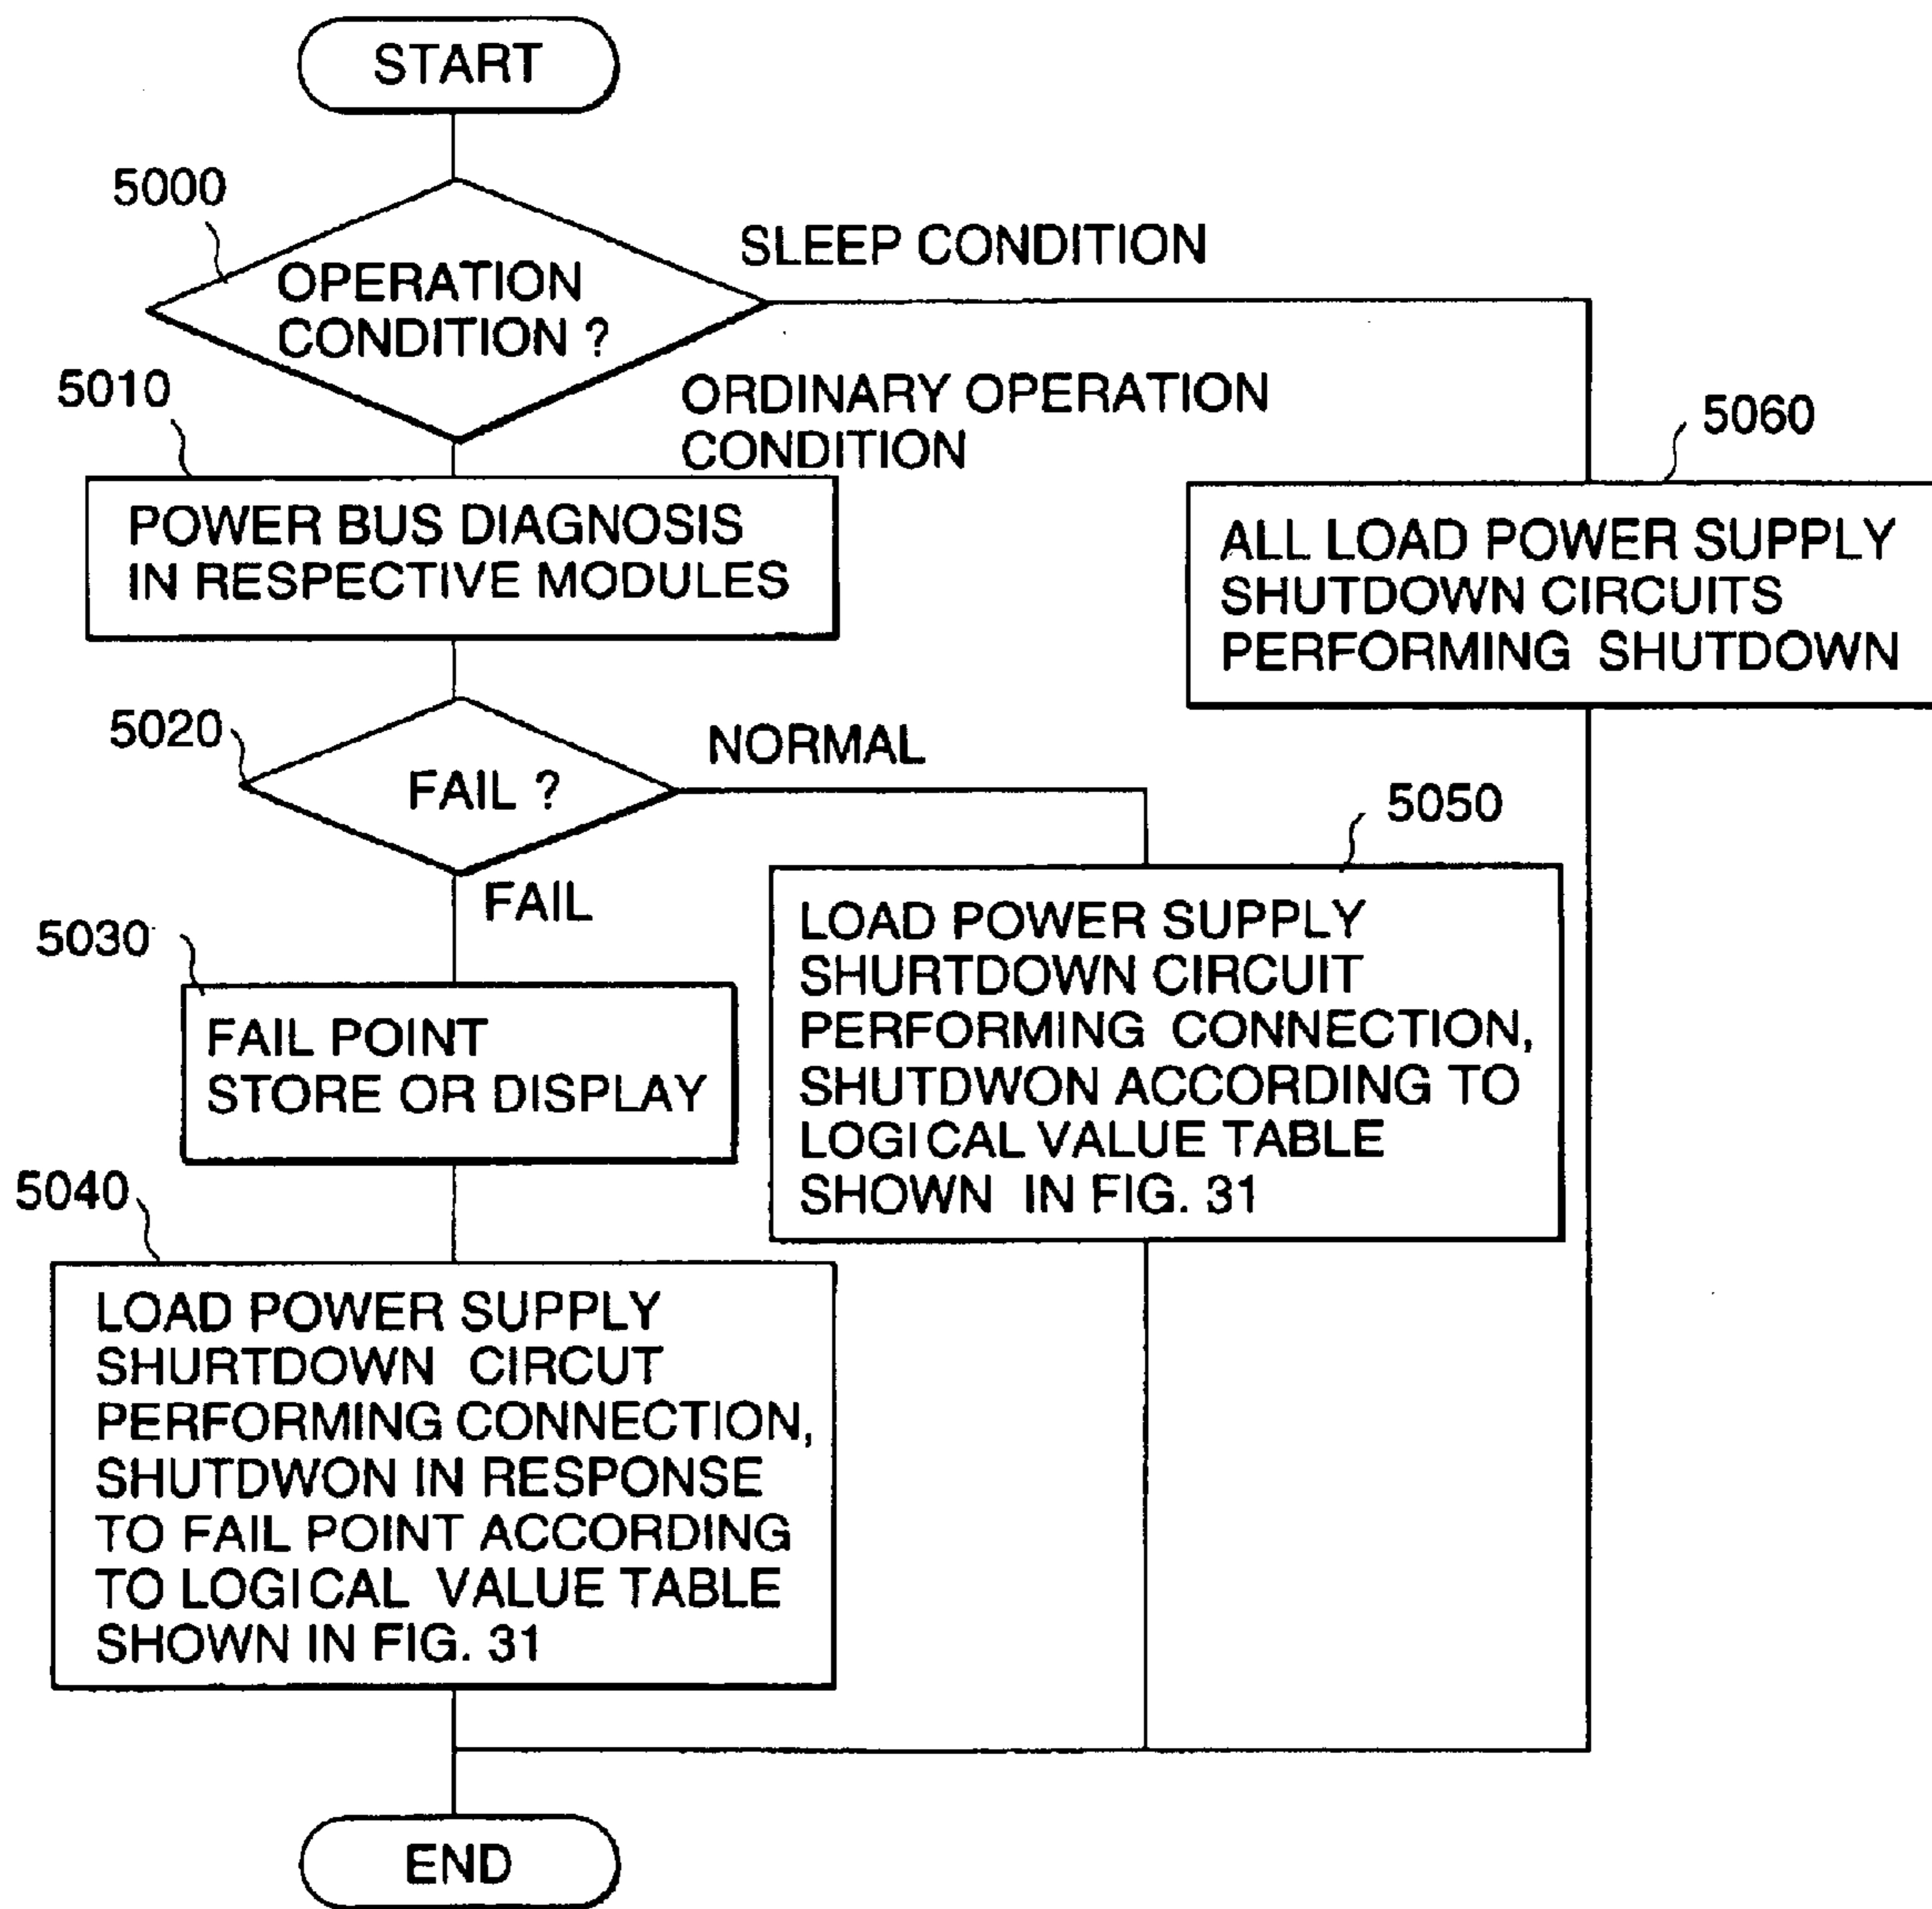 START
5000
OPERATION
CONDITION ?
SLEEP CONDITION
ORDINARY OPERATION
CONDITION
5010
POWER BUS DIAGNOSIS
IN RESPECTIVE MODULES
5060
ALL LOAD POWER SUPPLY
SHUTDOWN CIRCUITS
PERFORMING SHUTDOWN
5020
FAIL ?
NORMAL
FAIL
5050
LOAD POWER SUPPLY
SHURTDOWN CIRCUIT
PERFORMING CONNECTION,
SHUTDWON ACCORDING TO
LOGICAL VALUE TABLE
SHOWN IN FIG. 31
5030
FAIL POINT
STORE OR DISPLAY
5040
LOAD POWER SUPPLY
SHURTDOWN CIRCUT
PERFORMING CONNECTION,
SHUTDWON IN RESPONSE
TO FAIL POINT ACCORDING
TO LOGICAL VALUE TABLE
SHOWN IN FIG. 31
END